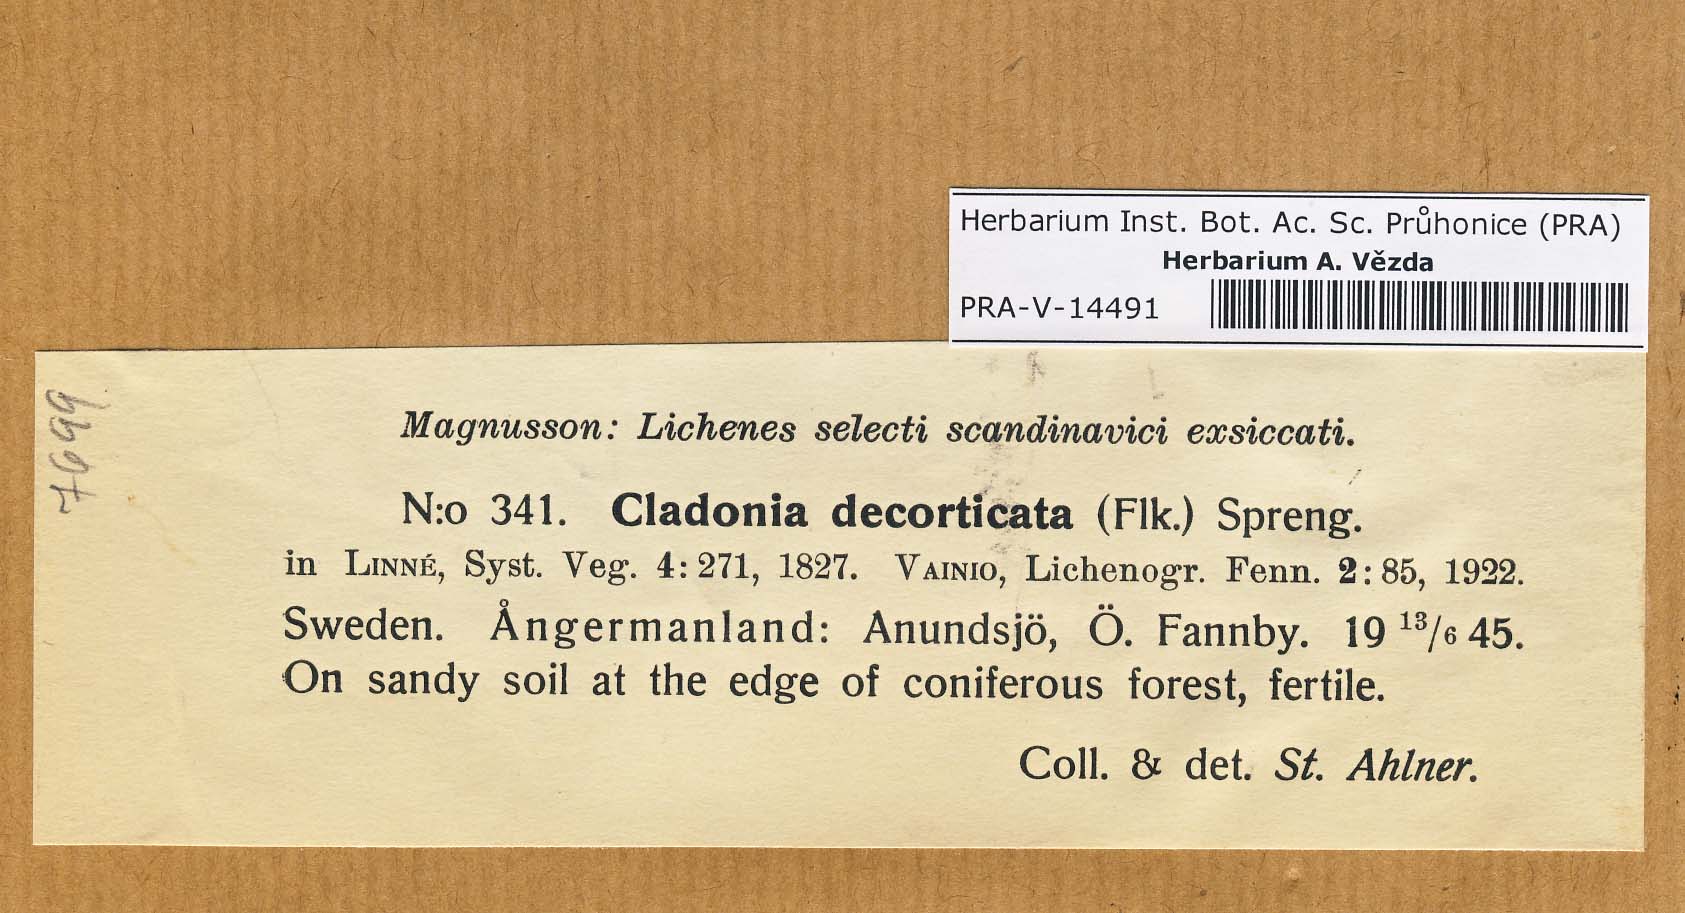 Herbarium Inst. Bot. Ac. Sc. Průhonice (PRA)
Herbarium A. Vězda
PRA-V-14491
7699
Magnusson: Lichenes selecti scandinavici exsiccati.
N:o 341. Cladonia decorticata (Flk.) Spreng.
in LINNÉ, Syst. Veg. 4: 271, 1827. VAINIO, Lichenogr. Fenn. 2: 85, 1922.
Sweden. Ångermanland: Anundsjö, Ö. Fannby. 19 13/6 45.
On sandy soil at the edge of coniferous forest, fertile.
Coll. & det. St. Ahlner.